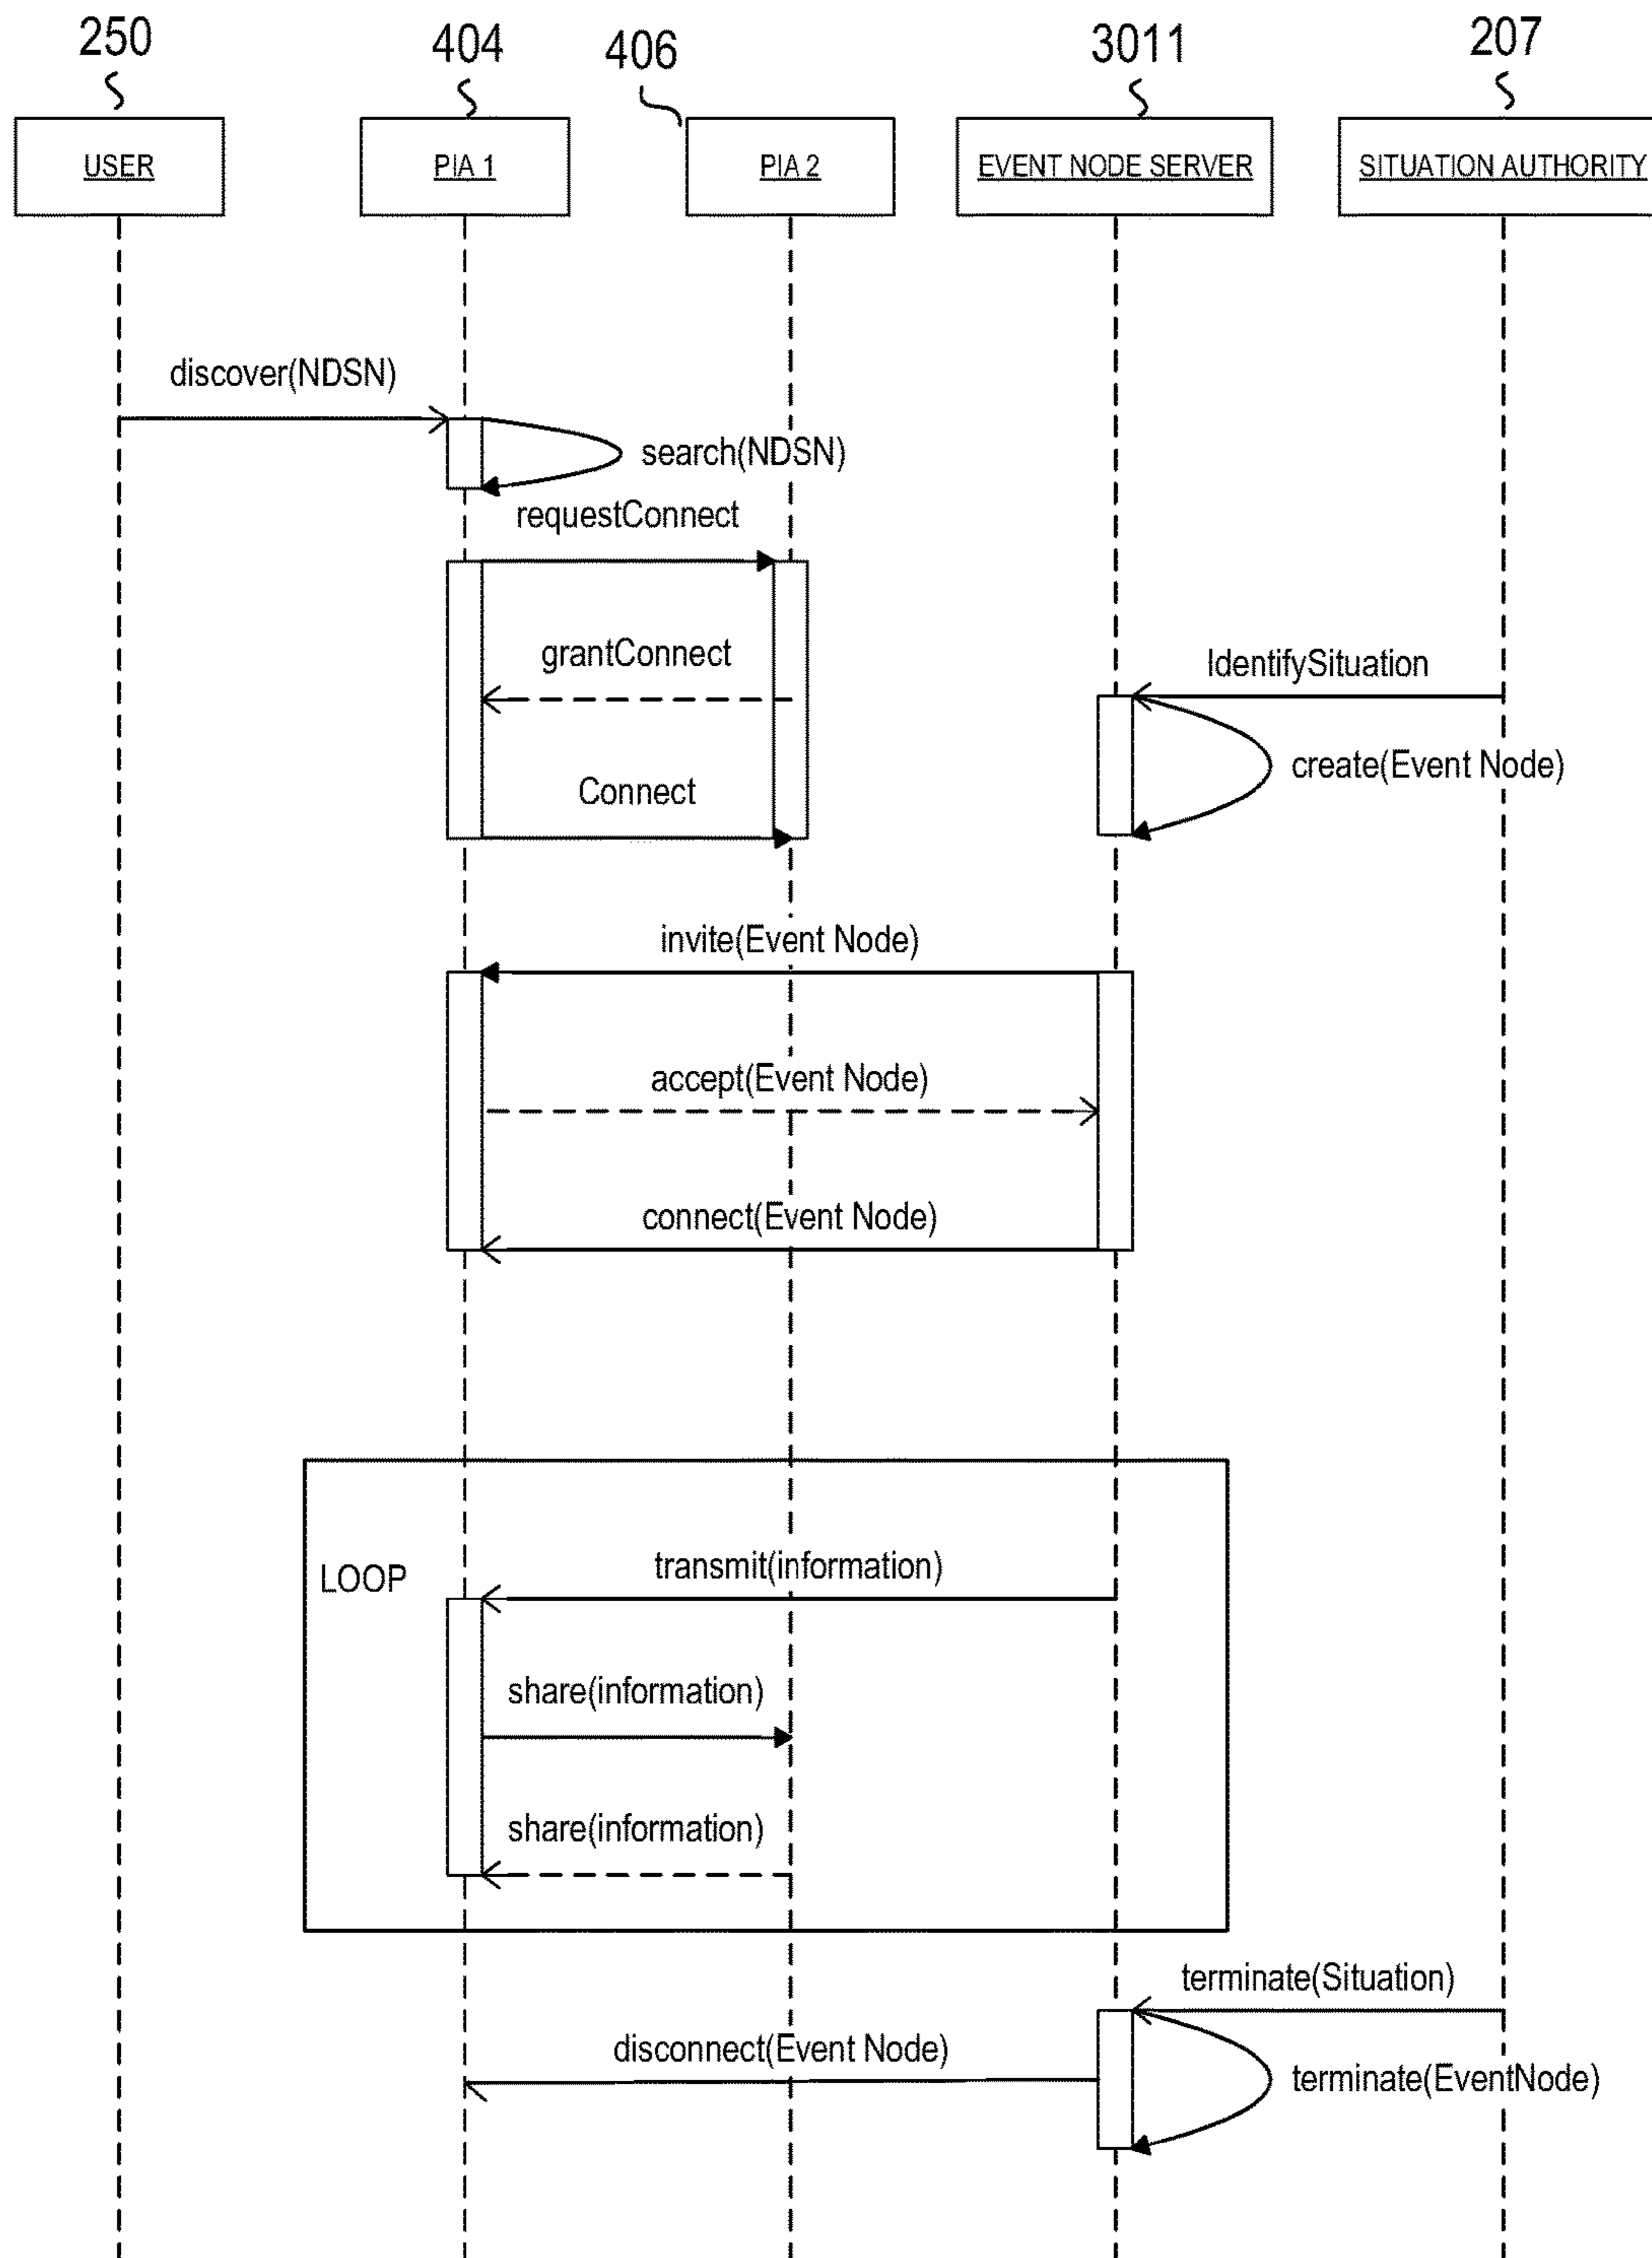 250
404
406
3011
207
USER
PIA 1
PIA 2
EVENT NODE SERVER
SITUATION AUTHORITY
discover(NDSN)
search(NDSN)
requestConnect
grantConnect
IdentifySituation
create(Event Node)
Connect
invite(Event Node)
accept(Event Node)
connect(Event Node)
LOOP
transmit(information)
share(information)
share(information)
terminate(Situation)
disconnect(Event Node)
terminate(EventNode)